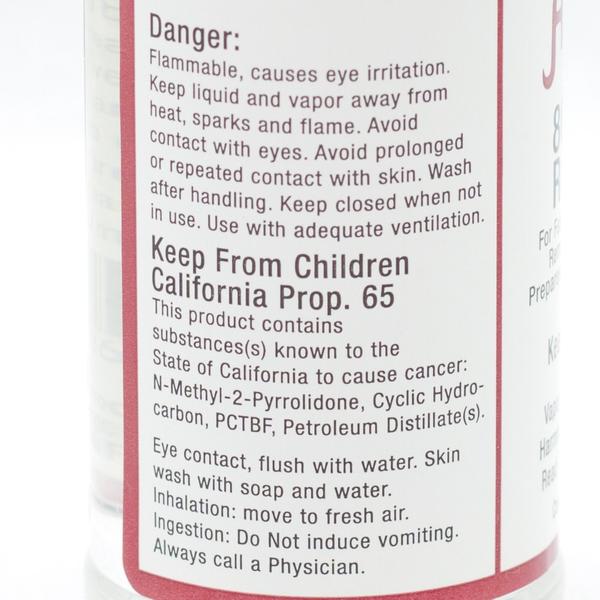 Danger:
Flammable, causes eye irritation.
Keep liquid and vapor away from
heat, sparks and flame. Avoid
contact with eyes. Avoid prolonged
or repeated contact with skin. Wash
after handling. Keep closed when not
in use. Use with adequate ventilation.
Keep From Children
California Prop. 65
This product contains
substances(s) known to the
State of California to cause cancer:
N-Methyl-2-Pyrrolidone, Cyclic Hydro-
carbon, PCTBF, Petroleum Distillate(s).
Eye contact, flush with water. Skin
wash with soap and water.
Inhalation: move to fresh air.
Ingestion: Do Not induce vomiting.
Always call a Physician.
For